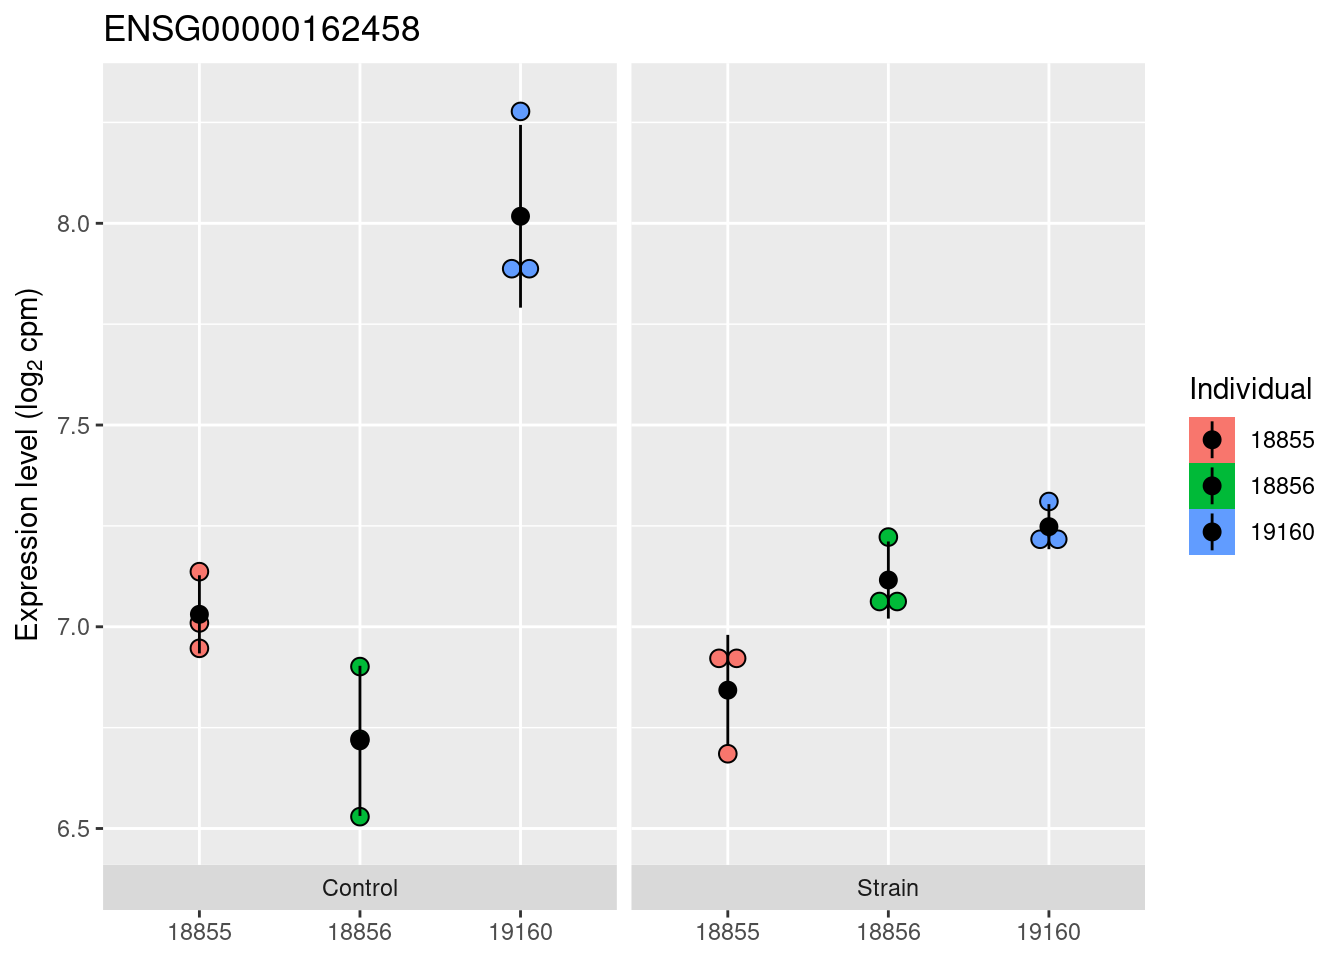 ENSG00000162458
Expression level (log₂ cpm)
8.0
7.5
7.0
6.5
Control
Strain
18855
18856
19160
18855
18856
19160
Individual
18855
18856
19160